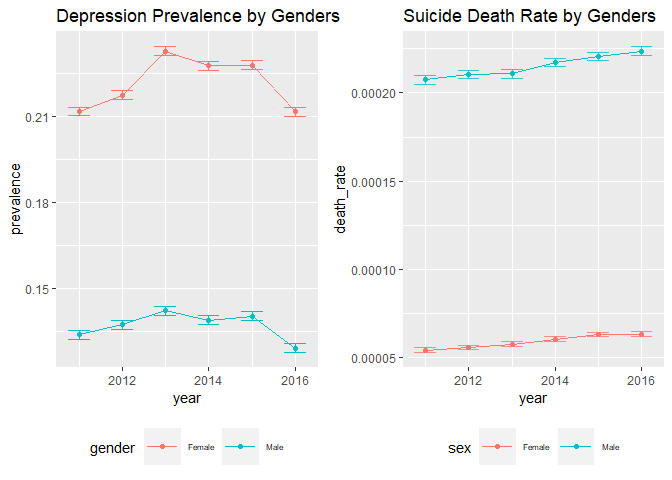 Depression Prevalence by Genders
prevalence
0.21
0.18
0.15
2012 2014 2016
year
gender Female Male
Suicide Death Rate by Genders
death_rate
0.00020
0.00015
0.00010
0.00005
2012 2014 2016
year
sex Female Male